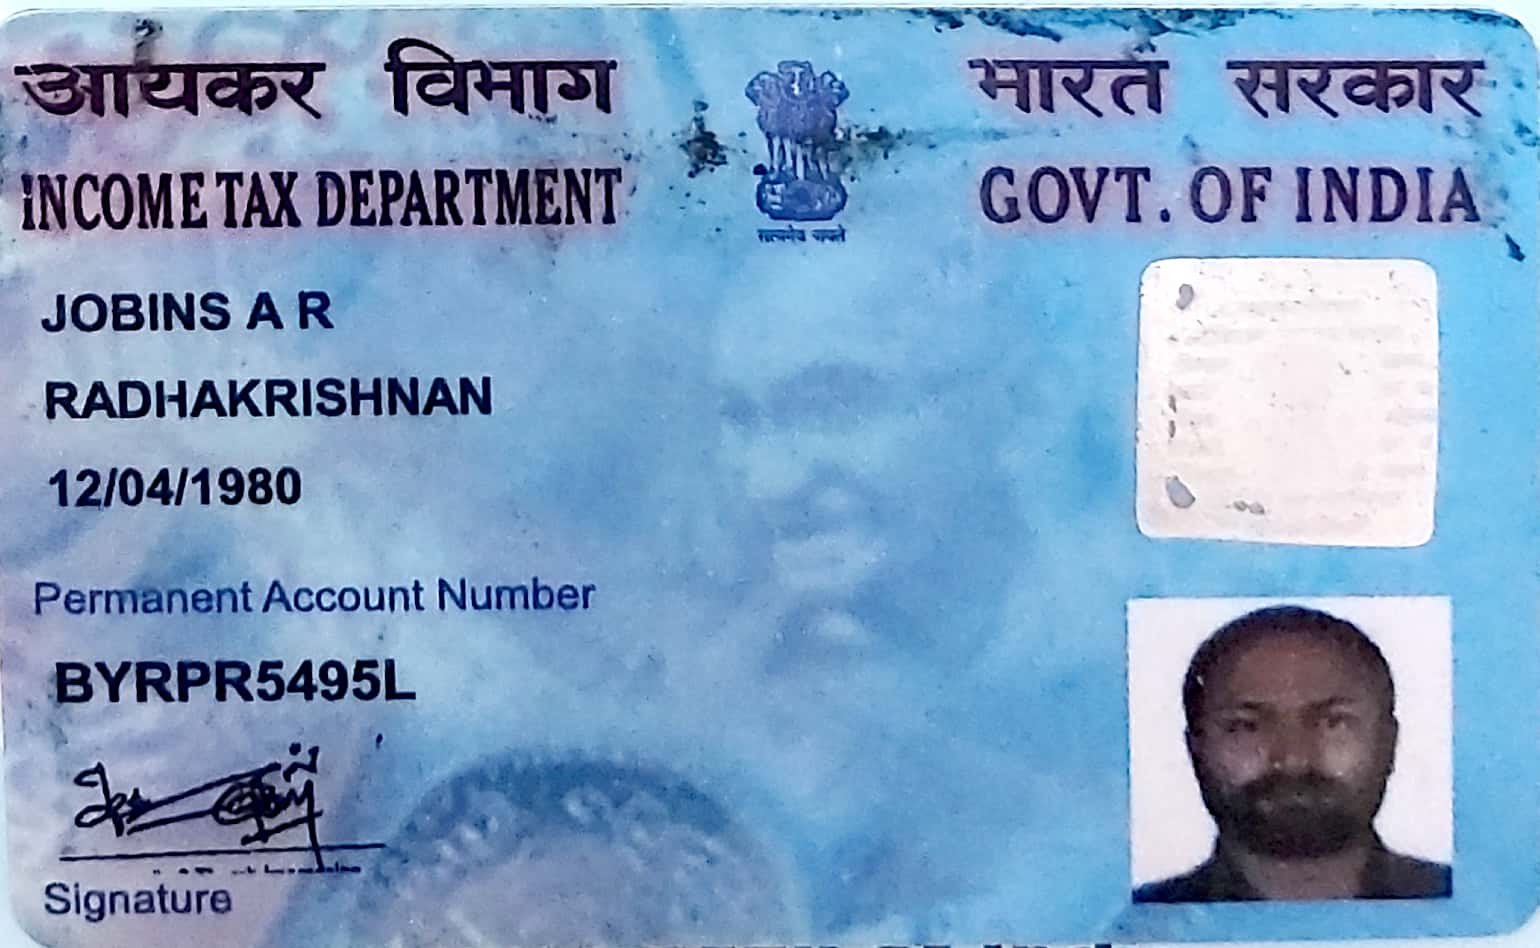 आयकर विभाग
INCOME TAX DEPARTMENT
भारत सरकार
GOVT. OF INDIA
सत्यमेव जयते
JOBINS A R
RADHAKRISHNAN
12/04/1980
Permanent Account Number
BYRPR5495L
Signature